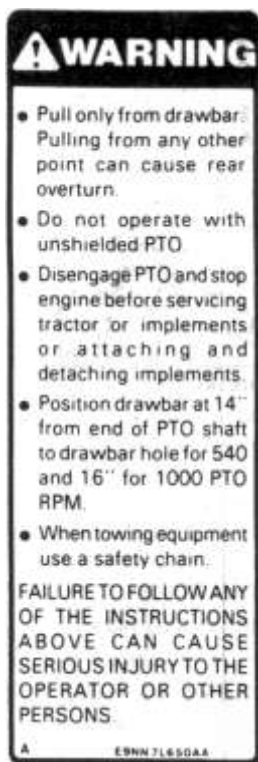 WARNING
• Pull only from drawbar.
Pulling from any other
point can cause rear
overturn.
• Do not operate with
unshielded PTO
• Disengage PTO and stop
engine before servicing
tractor or implements
or attaching and
detaching implements.
• Position drawbar at 14"
from end of PTO shaft
to drawbar hole for 540
and 16" for 1000 PTO
RPM.
• When towing equipment
use a safety chain.
FAILURE TO FOLLOW ANY
OF THE INSTRUCTIONS
ABOVE CAN CAUSE
SERIOUS INJURY TO THE
OPERATOR OR OTHER
PERSONS.
A E9NN 7L650AA